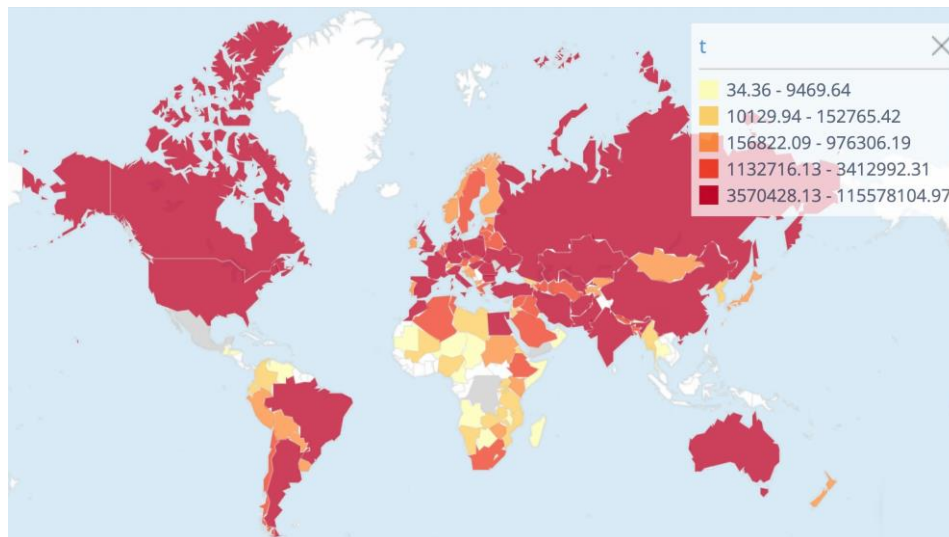 t
34.36 - 9469.64
10129.94 - 152765.42
156822.09 - 976306.19
1132716.13 - 3412992.31
3570428.13 - 115578104.97